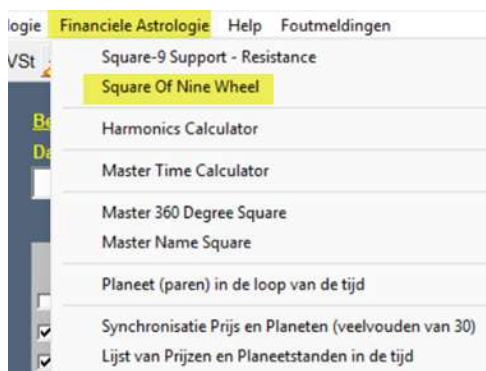 Financiele Astrologie Help Foutmeldingen
VSt
Square-9 Support - Resistance
Square Of Nine Wheel
Harmonics Calculator
Master Time Calculator
Master 360 Degree Square
Master Name Square
Planeet (paren) in de loop van de tijd
Synchronisatie Prijs en Planeten (veelvouden van 30)
Lijst van Prijzen en Planeetstanden in de tijd